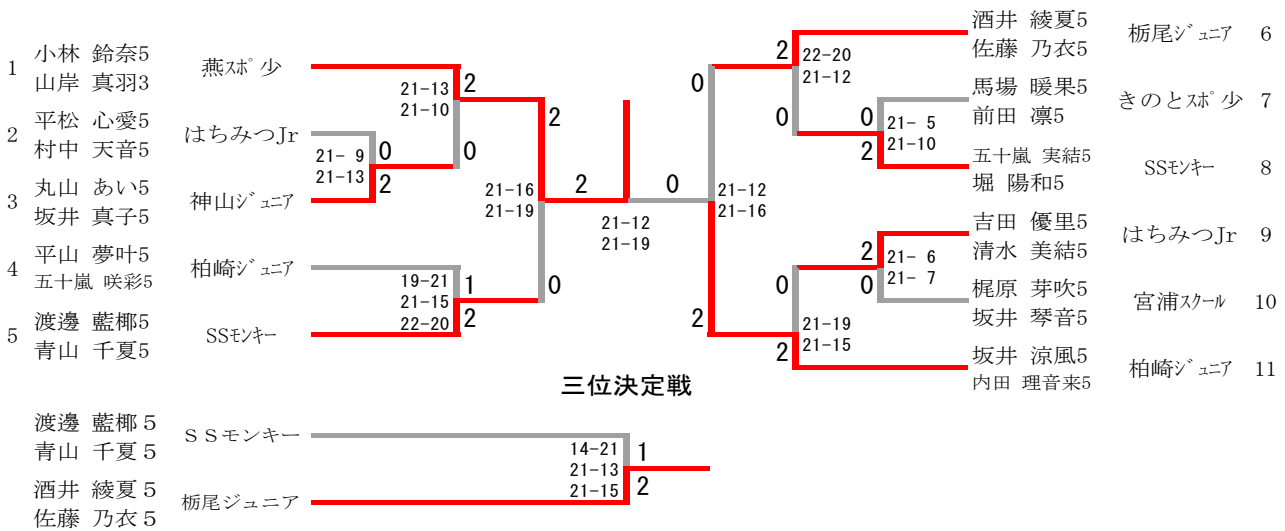 1
小林 鈴奈5
山岸 真羽3
燕スポ少
2
平松 心愛5
村中 天音5
はちみつJr
3
丸山 あい5
坂井 真子5
神山ジュニア
4
平山 夢叶5
五十嵐 咲彩5
柏崎ジュニア
5
渡邊 藍梛5
青山 千夏5
SSモンキー
21-13
21-10
2
0
21- 9
21-13
0
2
19-21
21-15
22-20
1
2
21-16
21-19
2
0
2
0
21-12
21-19
0
2
21-12
21-16
2
0
22-20
21-12
0
2
21- 5
21-10
2
0
21- 6
21- 7
0
2
21-19
21-15
酒井 綾夏5
佐藤 乃衣5
栃尾ジュニア
6
馬場 暖果5
前田 凛5
きのとスポ少
7
五十嵐 実結5
堀 陽和5
SSモンキー
8
吉田 優里5
清水 美結5
はちみつJr
9
梶原 芽吹5
坂井 琴音5
宮浦スクール
10
坂井 涼風5
内田 理音来5
柏崎ジュニア
11
三位決定戦
渡邊 藍梛５
青山 千夏５
ＳＳモンキー
酒井 綾夏５
佐藤 乃衣５
栃尾ジュニア
14-21
21-13
21-15
1
2